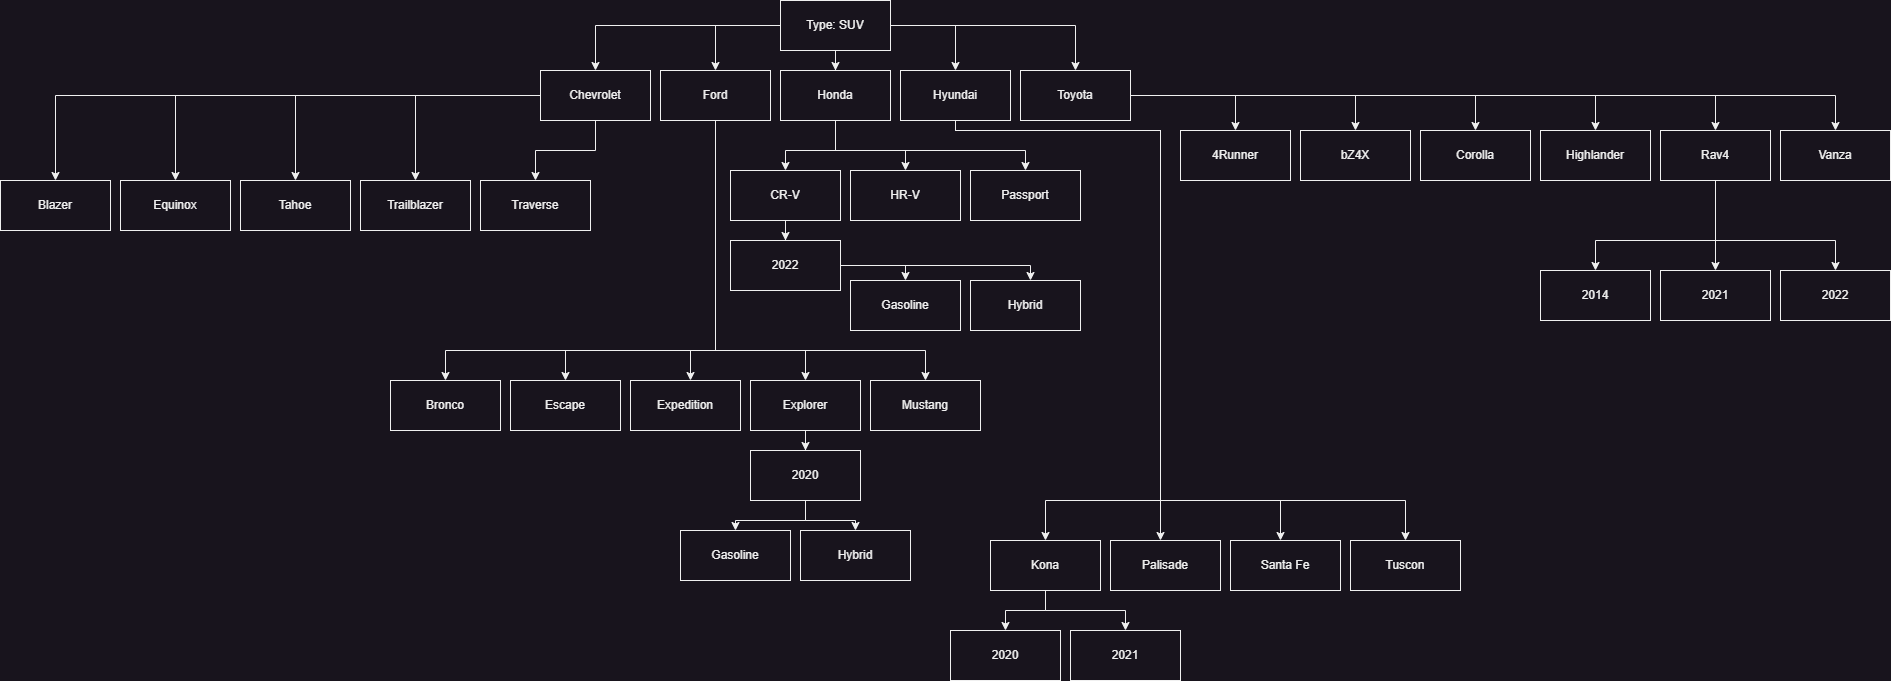 Type: SUV
Chevrolet
Ford
Honda
Hyundai
Toyota
4Runner
bZ4X
Corolla
Highlander
Rav4
Vanza
Blazer
Equinox
Tahoe
Trailblazer
Traverse
CR-V
HR-V
Passport
2022
Gasoline
Hybrid
2014
2021
2022
Bronco
Escape
Expedition
Explorer
Mustang
2020
Gasoline
Hybrid
Kona
Palisade
Santa Fe
Tuscon
2020
2021